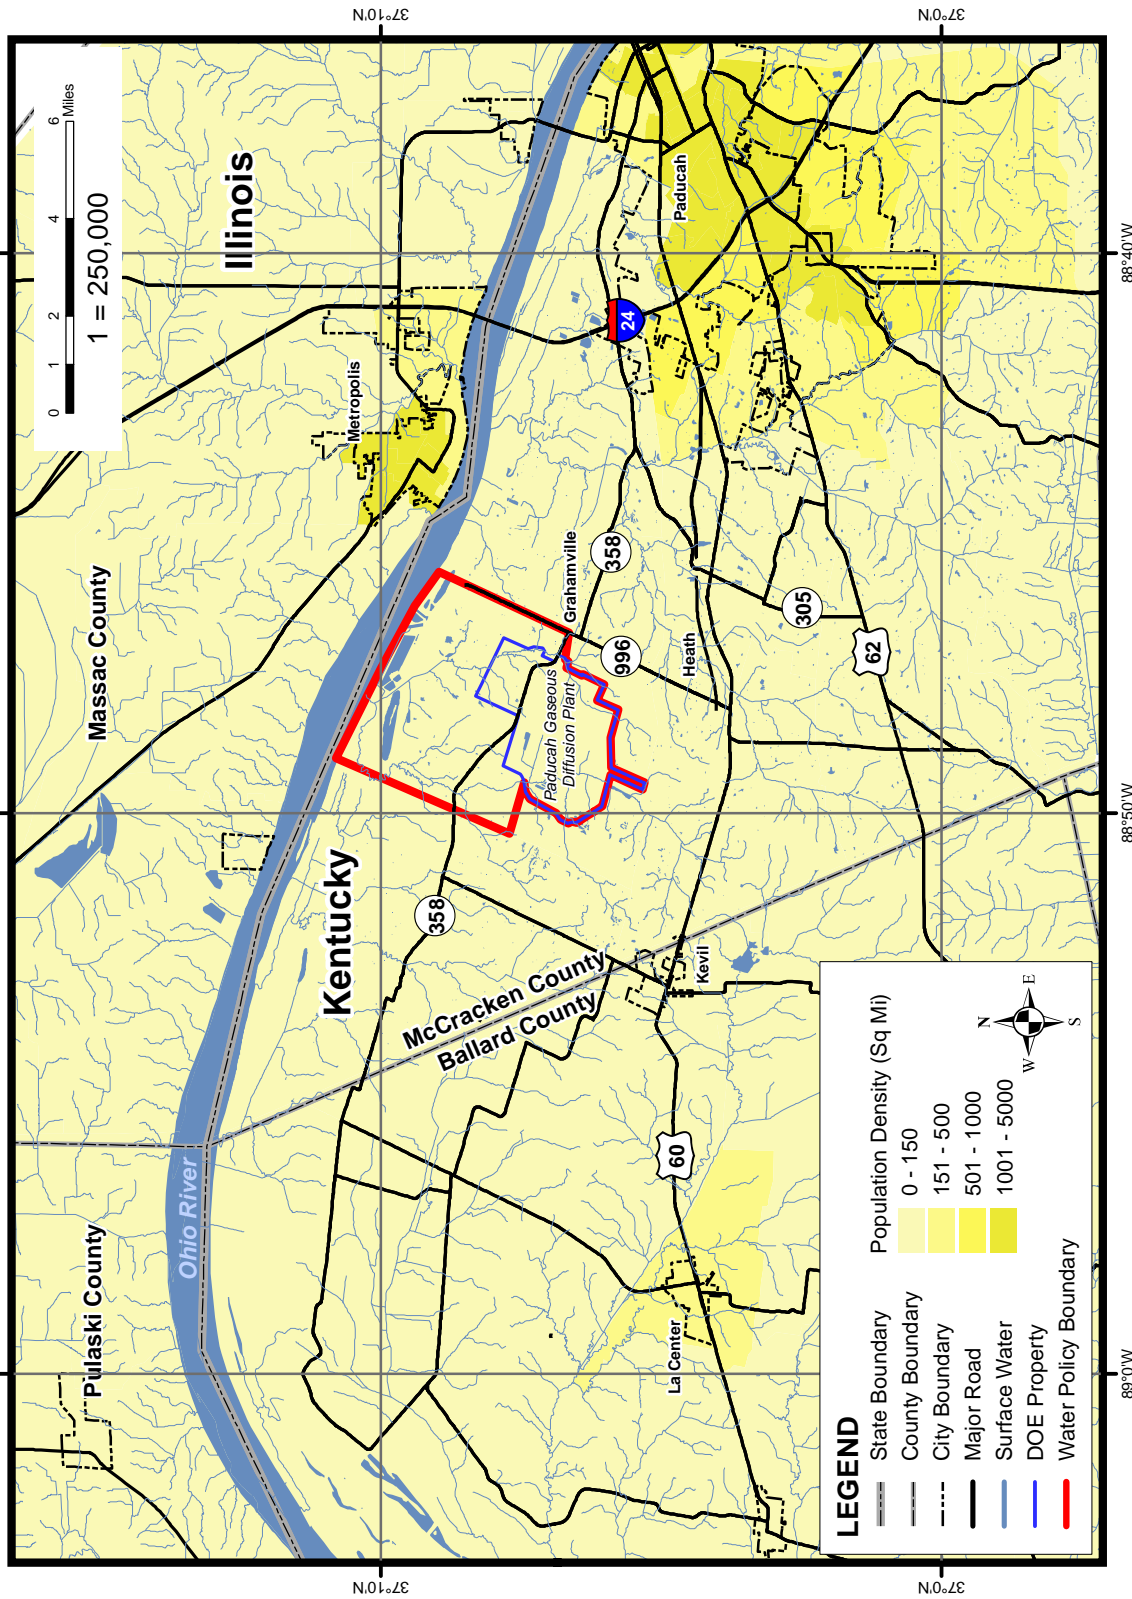 37°10'N
37°0'N
0 1 2 4 6
Miles
1 = 250,000
Illinois
Massac County
Pulaski County
Metropolis
Paducah
24
Grahamville
358
996
305
62
Heath
Paducah Gaseous
Diffusion Plant
Kentucky
358
McCracken County
Ballard County
Kevil
60
La Center
Ohio River
88°40'W
88°50'W
89°0'W
37°10'N
37°0'N
LEGEND
State Boundary
County Boundary
City Boundary
Major Road
Surface Water
DOE Property
Water Policy Boundary
Population Density (Sq Mi)
0 - 150
151 - 500
501 - 1000
1001 - 5000
N
W
E
S